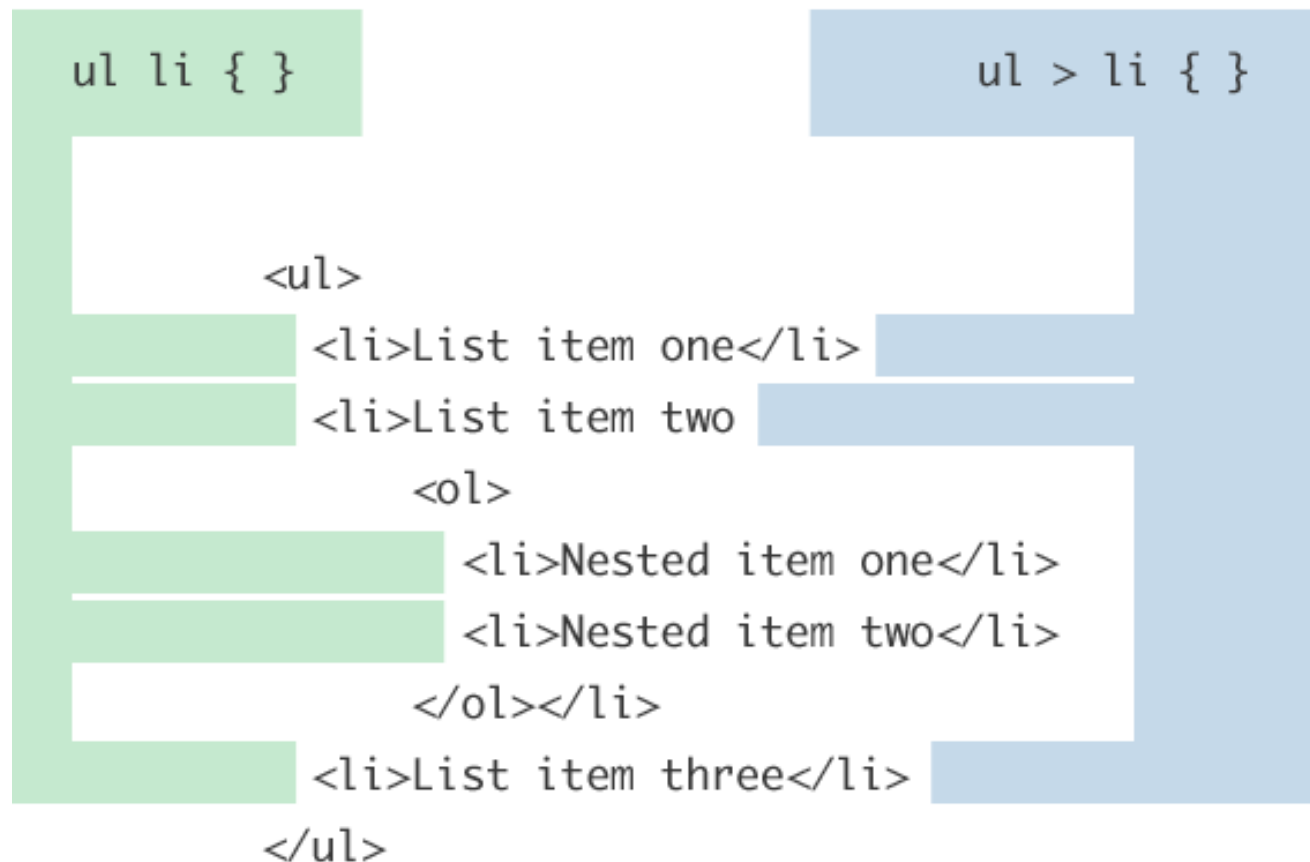 ul li { }
ul > li { }
<ul>
<li>List item one</li>
<li>List item two
<ol>
<li>Nested item one</li>
<li>Nested item two</li>
</ol></li>
<li>List item three</li>
</ul>